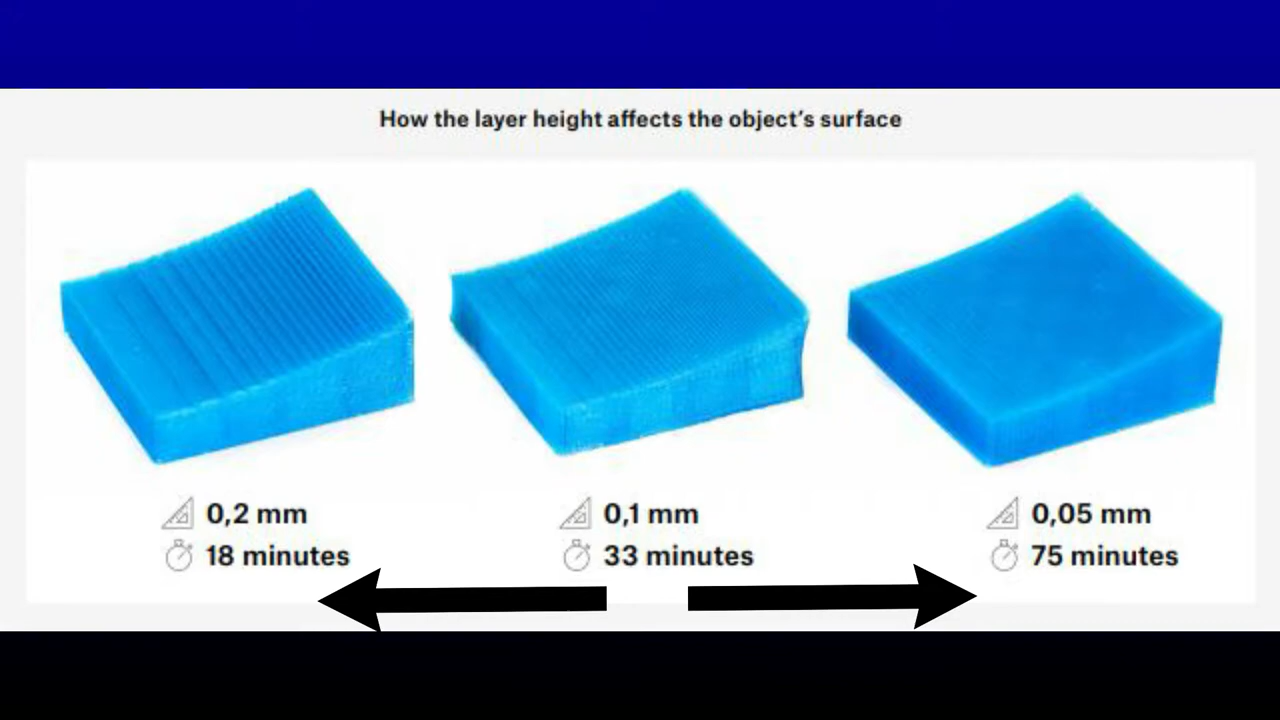 How the layer height affects the object's surface
0,2 mm
18 minutes
0,1 mm
33 minutes
0,05 mm
75 minutes